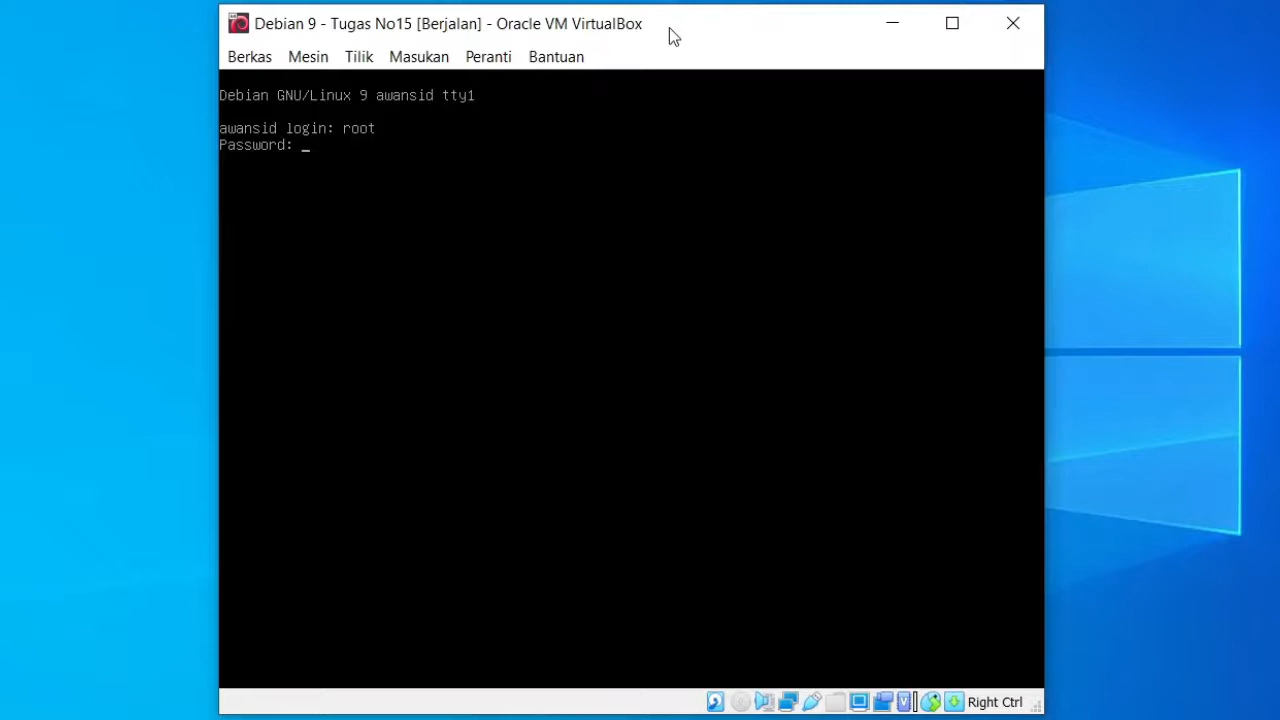 Debian 9 - Tugas No15 [Berjalan] - Oracle VM VirtualBox
Berkas Mesin Tilik Masukan Peranti Bantuan
Debian GNU/Linux 9 awansid tty1
awansid login: root
Password: _
Right Ctrl